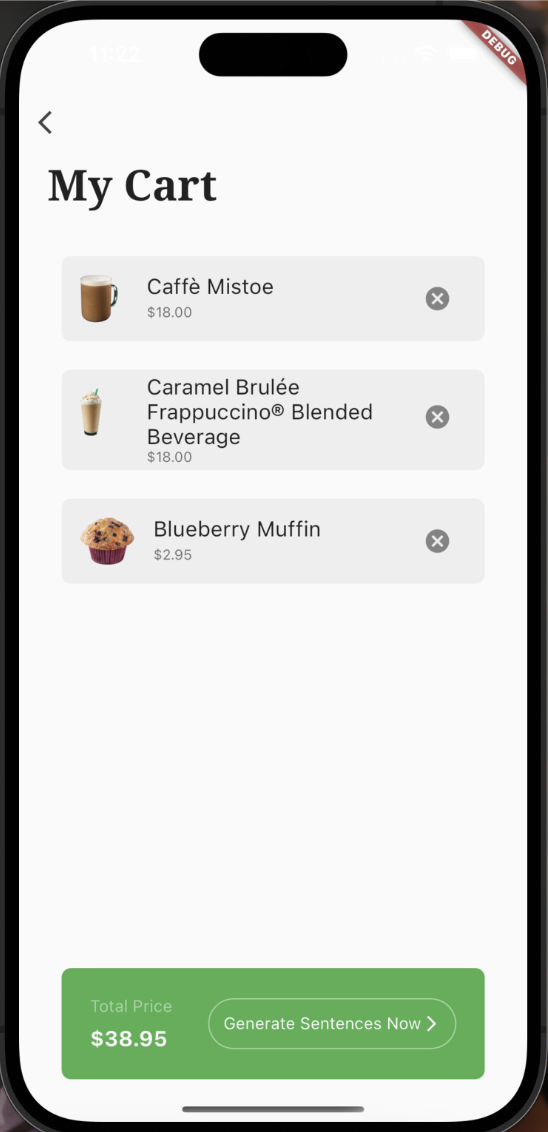 11:22
DEBUG
My Cart
Caffè Mistoe
$18.00
Caramel Brulée
Frappuccino® Blended
Beverage
$18.00
Blueberry Muffin
$2.95
Total Price
$38.95
Generate Sentences Now